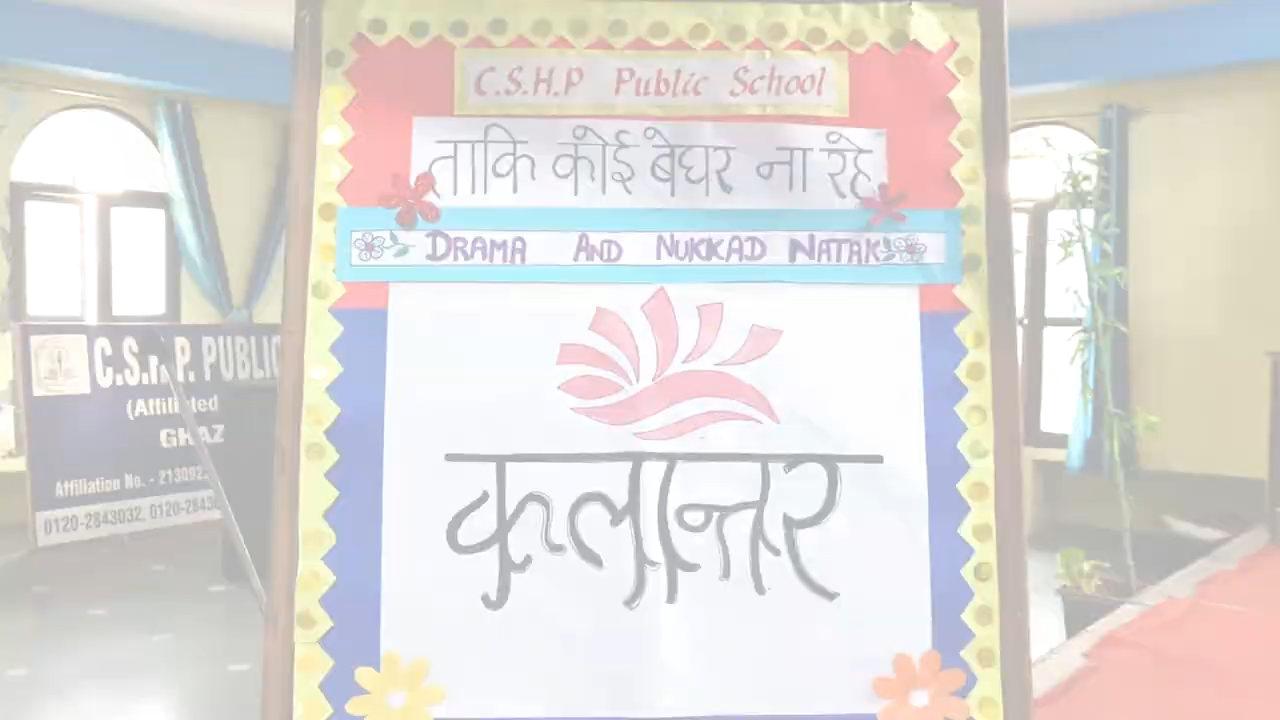 C.S.H.P Public School
ताकि कोई बेघर ना रहे
DRAMA AND NUKKAD NATTAK
कलान्तर
C.S.H.P. PUBLIC
(Affiliated
GHAZ
Affiliation No. - 213092
0120-2843032, 0120-2843